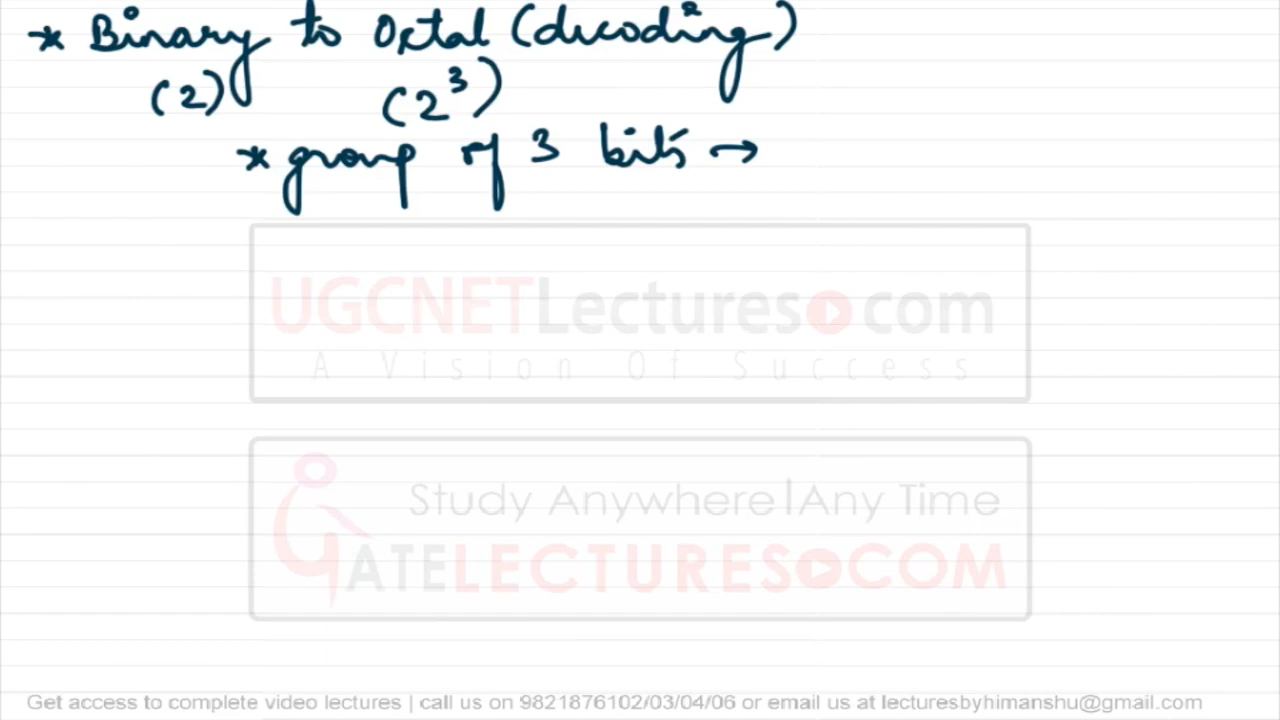 * Binary to Octal (decoding)
(2) (2³)
* group of 3 bits →
UGCNETLectures.com
A Vision Of Success
Study Anywhere|Any Time
GATELECTURES.COM
Get access to complete video lectures | call us on 9821876102/03/04/06 or email us at lecturesbyhimanshu@gmail.com